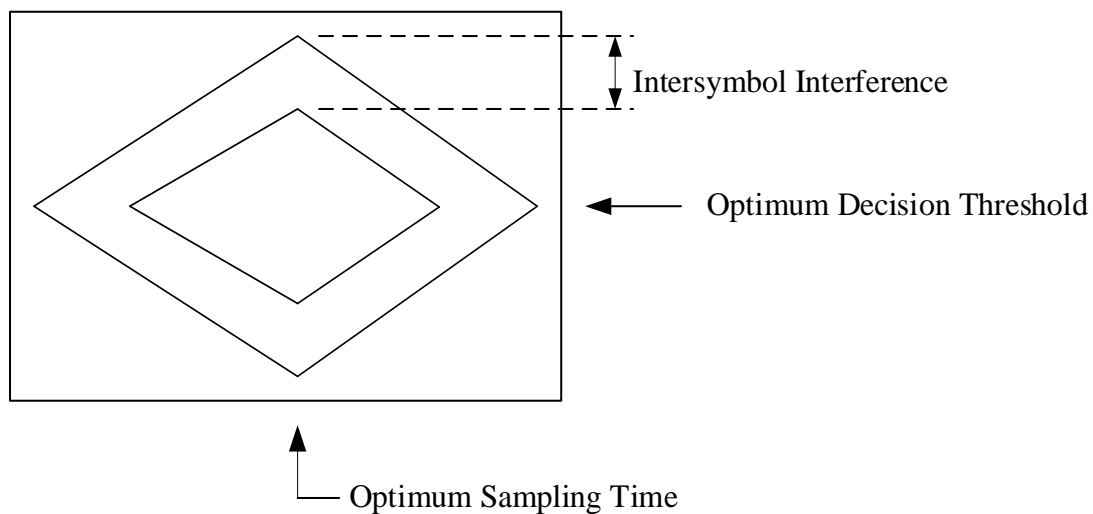 Intersymbol Interference
Optimum Decision Threshold
Optimum Sampling Time